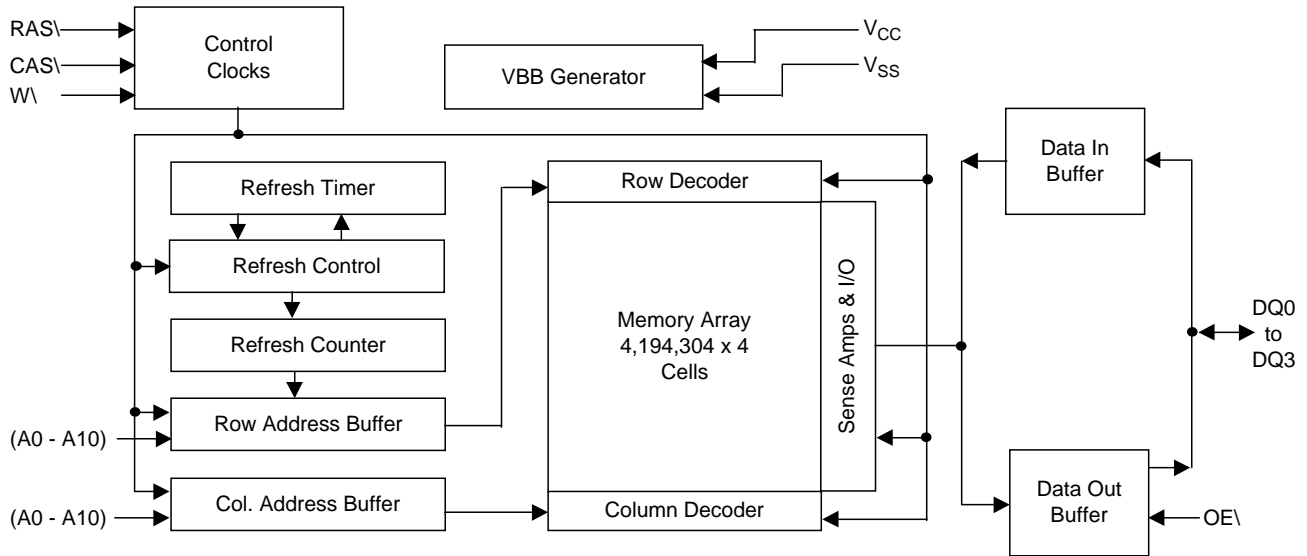 RAS\
CAS\
W\
Control
Clocks
VBB Generator
VCC
VSS
Refresh Timer
Refresh Control
Refresh Counter
Row Address Buffer
Col. Address Buffer
(A0 - A10)
(A0 - A10)
Row Decoder
Memory Array
4,194,304 x 4
Cells
Column Decoder
Sense Amps & I/O
Data In
Buffer
DQ0
to
DQ3
Data Out
Buffer
OE\